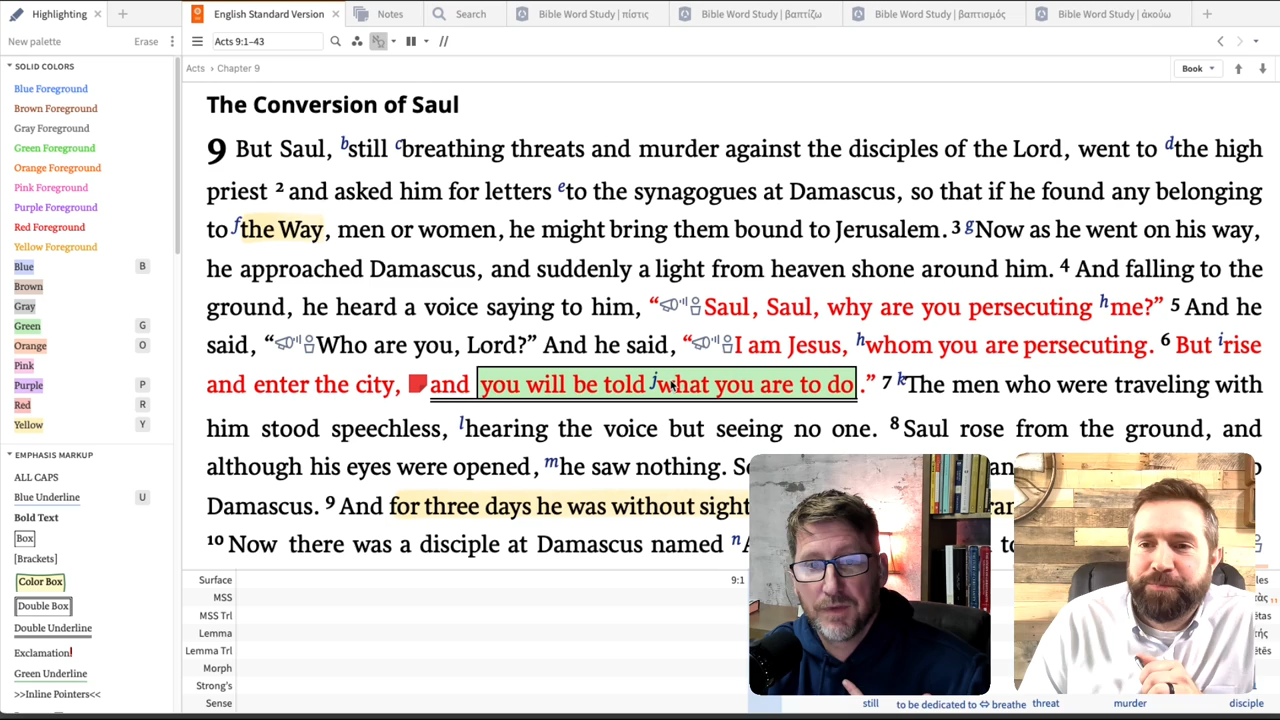 Highlighting
English Standard Version
Notes
Search
Bible Word Study | πίστις
Bible Word Study | βαπτίζω
Bible Word Study | βαπτισμός
Bible Word Study | ἀκούω
New palette
Erase
Acts 9:1–43
Acts › Chapter 9
Book
SOLID COLORS
Blue Foreground
Brown Foreground
Gray Foreground
Green Foreground
Orange Foreground
Pink Foreground
Purple Foreground
Red Foreground
Yellow Foreground
Blue B
Brown
Gray
Green G
Orange O
Pink
Purple P
Red R
Yellow Y
EMPHASIS MARKUP
ALL CAPS
Blue Underline U
Bold Text
Box
[Brackets]
Color Box
Double Box
Double Underline
Exclamation!
Green Underline
>>Inline Pointers<<
The Conversion of Saul
9 But Saul, b still c breathing threats and murder against the disciples of the Lord, went to d the high
priest 2 and asked him for letters e to the synagogues at Damascus, so that if he found any belonging
to f the Way, men or women, he might bring them bound to Jerusalem. 3 g Now as he went on his way,
he approached Damascus, and suddenly a light from heaven shone around him. 4 And falling to the
ground, he heard a voice saying to him, “Saul, Saul, why are you persecuting h me?” 5 And he
said, “Who are you, Lord?” And he said, “I am Jesus, h whom you are persecuting. 6 But i rise
and enter the city, and you will be told j what you are to do.” 7 k The men who were traveling with
him stood speechless, l hearing the voice but seeing no one. 8 Saul rose from the ground, and
although his eyes were opened, m he saw nothing.
Damascus. 9 And for three days he was without sight
10 Now there was a disciple at Damascus named n
Surface 9:1
MSS
MSS Trl
Lemma
Lemma Trl
Morph
Strong's
Sense still to be dedicated to ⇔ breathe threat murder disciple